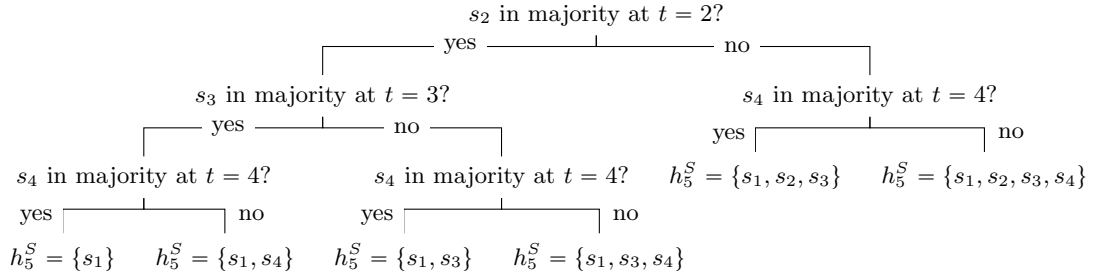 $s_2$ in majority at $t = 2$?
yes no
$s_3$ in majority at $t = 3$? $s_4$ in majority at $t = 4$?
yes no yes no
$s_4$ in majority at $t = 4$? $s_4$ in majority at $t = 4$? $h_5^S = \{s_1, s_2, s_3\}$ $h_5^S = \{s_1, s_2, s_3, s_4\}$
yes no yes no
$h_5^S = \{s_1\}$ $h_5^S = \{s_1, s_4\}$ $h_5^S = \{s_1, s_3\}$ $h_5^S = \{s_1, s_3, s_4\}$